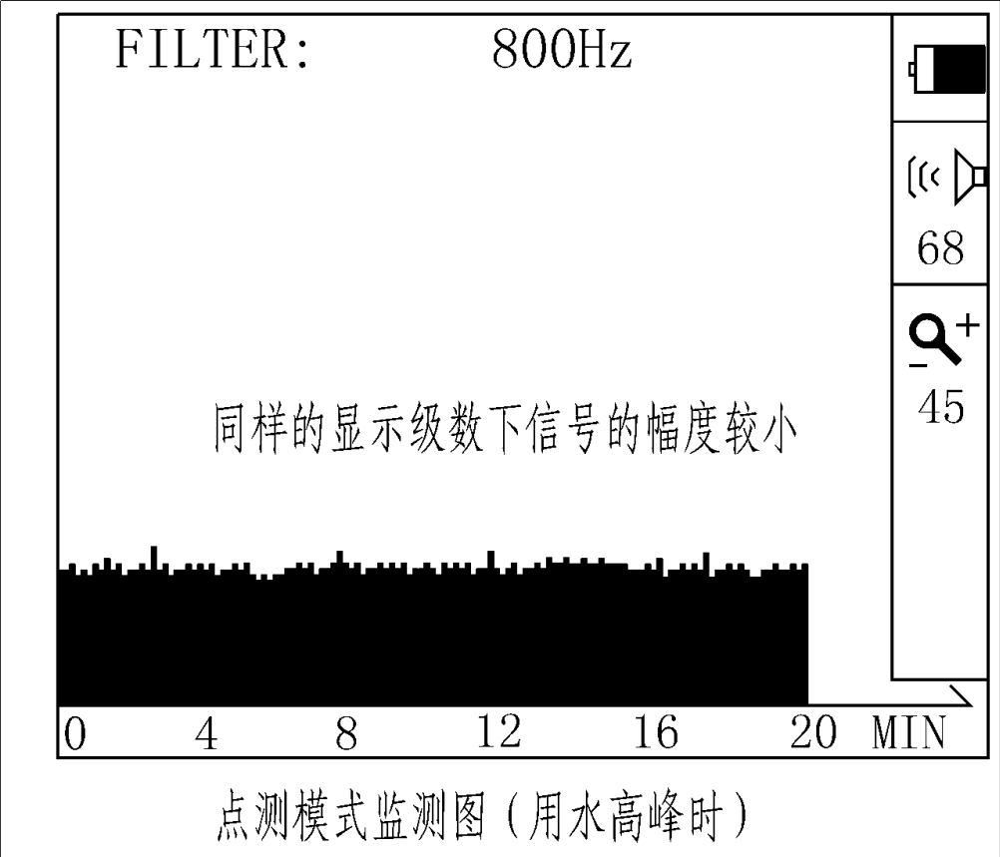 FILTER: 800Hz
68
45
同样的显示级数下信号的幅度较小
0 4 8 12 16 20 MIN
点测模式监测图（用水高峰时）